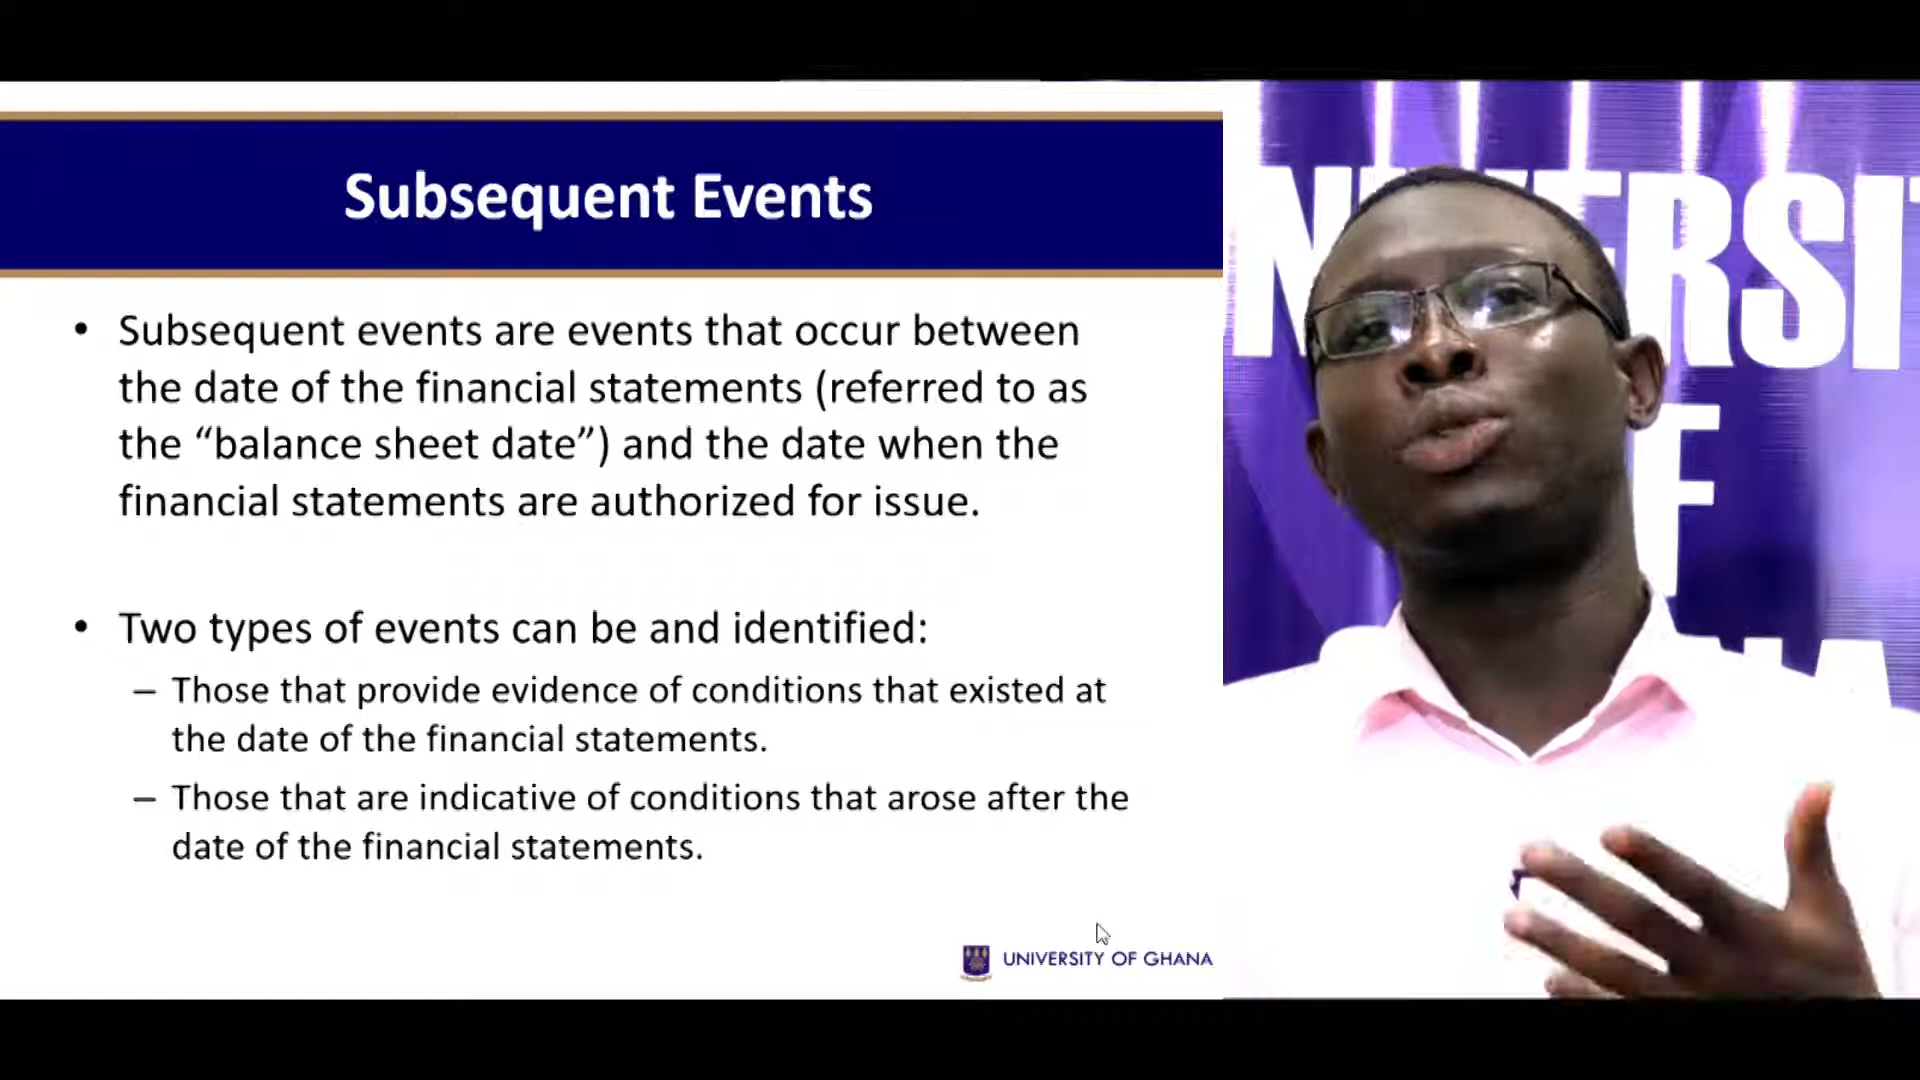 Subsequent Events
• Subsequent events are events that occur between
the date of the financial statements (referred to as
the “balance sheet date”) and the date when the
financial statements are authorized for issue.
• Two types of events can be and identified:
– Those that provide evidence of conditions that existed at
the date of the financial statements.
– Those that are indicative of conditions that arose after the
date of the financial statements.
UNIVERSITY OF GHANA